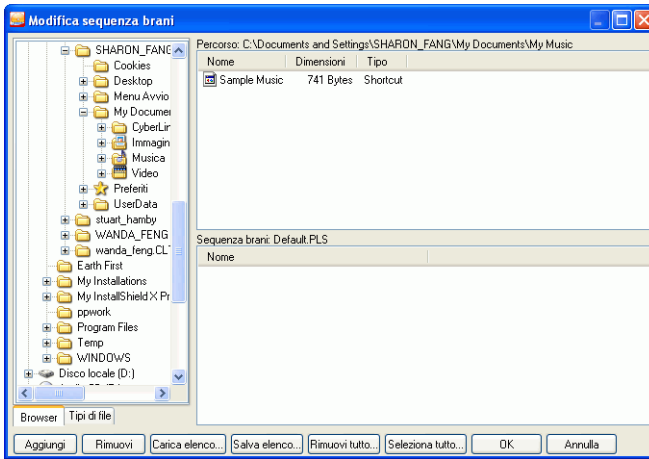 Modifica sequenza brani
SHARON_FANG
Cookies
Desktop
Menu Avvio
My Documen
CyberLin
Immagin
Musica
Video
Preferiti
UserData
stuart_hamby
WANDA_FENG
wanda_feng.CL
Earth First
My Installations
My InstallShield X Pr
ppwork
Program Files
Temp
WINDOWS
Disco locale (D:)
Browser Tipi di file
Percorso: C:\Documents and Settings\SHARON_FANG\My Documents\My Music
Nome Dimensioni Tipo
Sample Music 741 Bytes Shortcut
Sequenza brani: Default.PLS
Nome
Aggiungi Rimuovi Carica elenco... Salva elenco... Rimuovi tutto... Seleziona tutto... OK Annulla